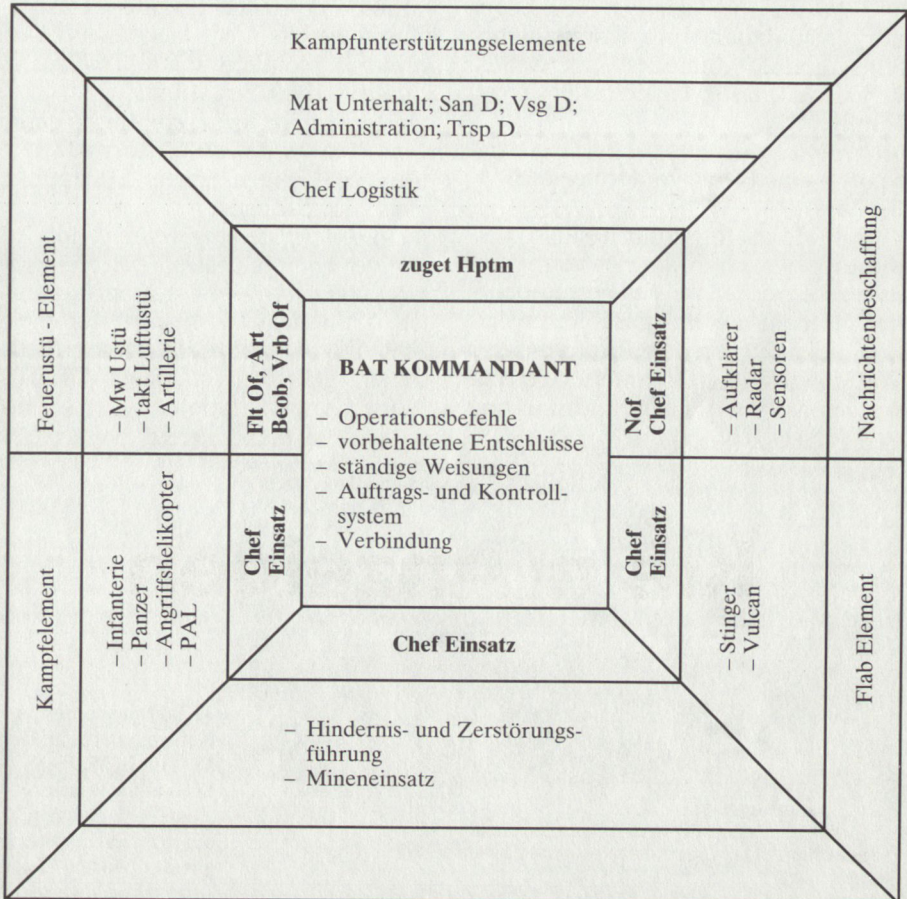 Kampfunterstützungselemente
Mat Unterhalt; San D; Vsg D;
Administration; Trsp D
Chef Logistik
zuget Hptm
Feuerstü - Element
– Mw Ustü
– takt Luftustü
– Artillerie
Flt Of, Art
Beob, Vrb Of
BAT KOMMANDANT
– Operationsbefehle
– vorbehaltene Entschlüsse
– ständige Weisungen
– Auftrags- und Kontroll-
system
– Verbindung
Nof
Chef Einsatz
– Aufklärer
– Radar
– Sensoren
Nachrichtenbeschaffung
Kampfelement
– Infanterie
– Panzer
– Angriffshelikopter
– PAL
Chef
Einsatz
Chef
Einsatz
– Stinger
– Vulcan
Flab Element
Chef Einsatz
– Hindernis- und Zerstörungs-
führung
– Mineneinsatz